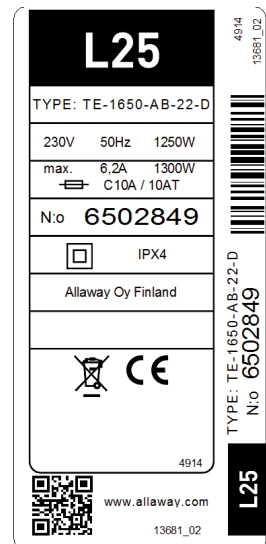 L25
TYPE: TE-1650-AB-22-D
230V 50Hz 1250W
max. 6,2A 1300W
C10A / 10AT
N:o 6502849
IPX4
Allaway Oy Finland
CE
4914
www.allaway.com
13681_02
4914
13681_02
TYPE: TE-1650-AB-22-D
N:o 6502849
L25